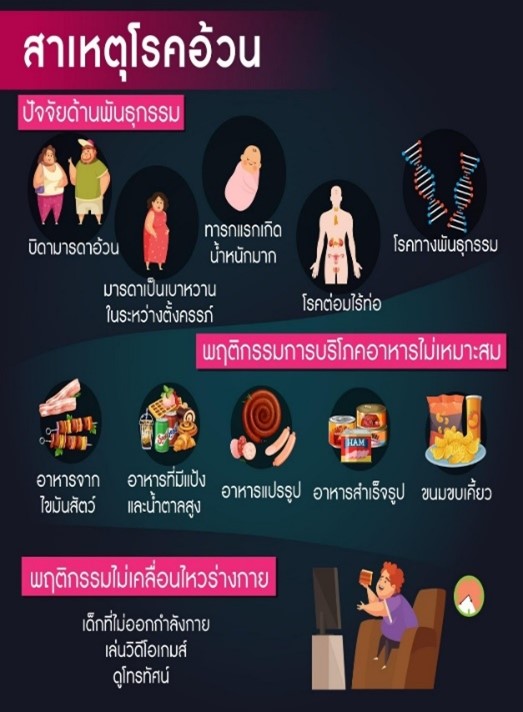 สาเหตุโรคอ้วน
ปัจจัยด้านพันธุกรรม
บิดามารดาอ้วน
มารดาเป็นเบาหวาน
ในระหว่างตั้งครรภ์
ทารกแรกเกิด
น้ำหนักมาก
โรคต่อมไร้ท่อ
โรคทางพันธุกรรม
พฤติกรรมการบริโภคอาหารไม่เหมาะสม
อาหารจาก
ไขมันสัตว์
อาหารที่มีแป้ง
และน้ำตาลสูง
อาหารแปรรูป
HAM
อาหารสำเร็จรูป
ขนมขบเคี้ยว
พฤติกรรมไม่เคลื่อนไหวร่างกาย
เด็กที่ไม่ออกกำลังกาย
เล่นวิดีโอเกมส์
ดูโทรทัศน์